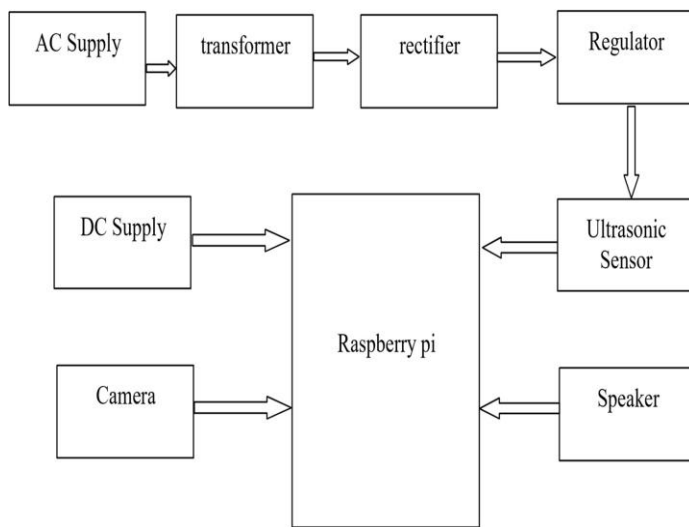 AC Supply
transformer
rectifier
Regulator
DC Supply
Ultrasonic
Sensor
Raspberry pi
Camera
Speaker